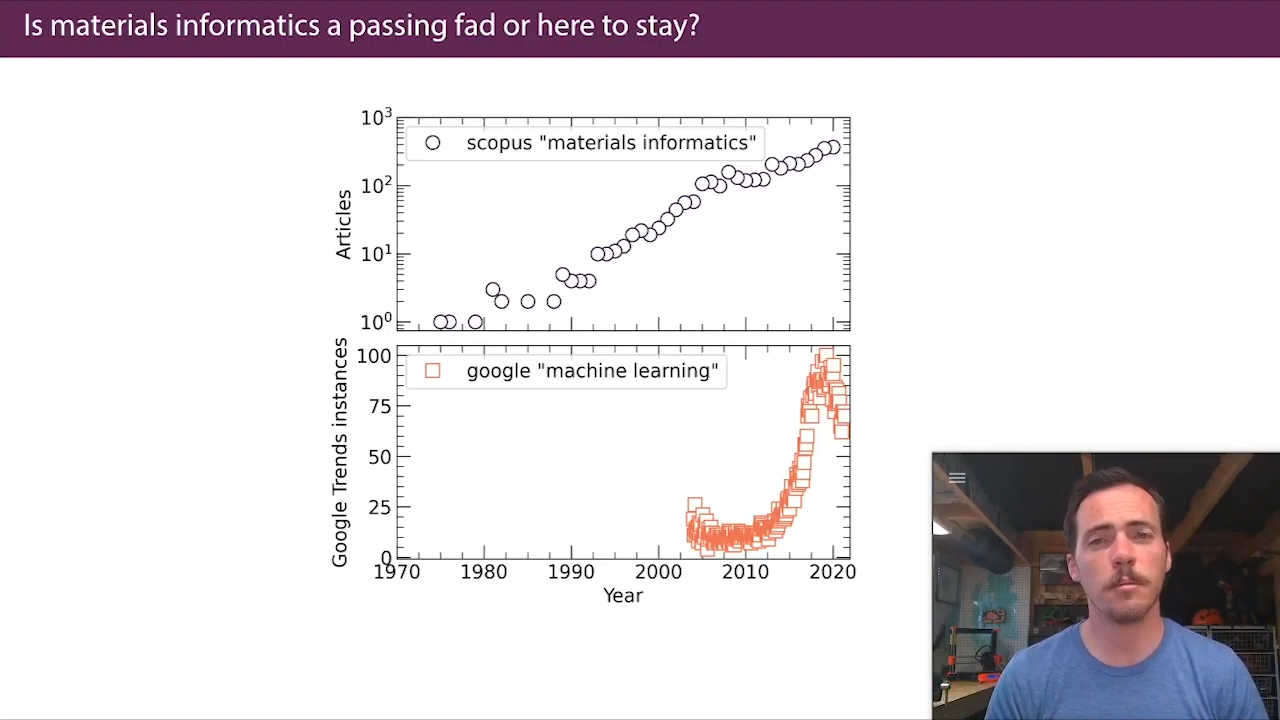 Is materials informatics a passing fad or here to stay?
10³
scopus "materials informatics"
10²
Articles
10¹
10⁰
100
google "machine learning"
75
Google Trends instances
50
25
0
1970 1980 1990 2000 2010 2020
Year